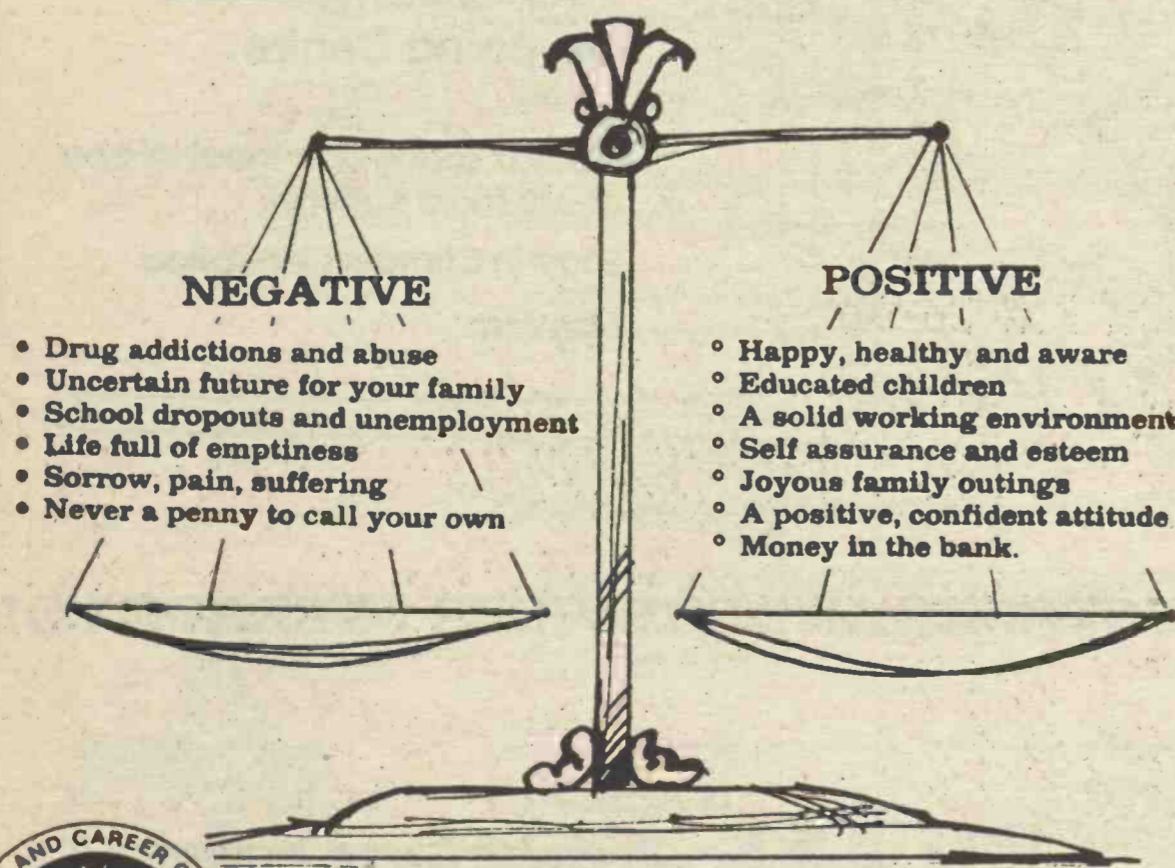 NEGATIVE
• Drug addictions and abuse
• Uncertain future for your family
• School dropouts and unemployment
• Life full of emptiness
• Sorrow, pain, suffering
• Never a penny to call your own
POSITIVE
° Happy, healthy and aware
° Educated children
° A solid working environment
° Self assurance and esteem
° Joyous family outings
° A positive, confident attitude
° Money in the bank.
AND CAREER